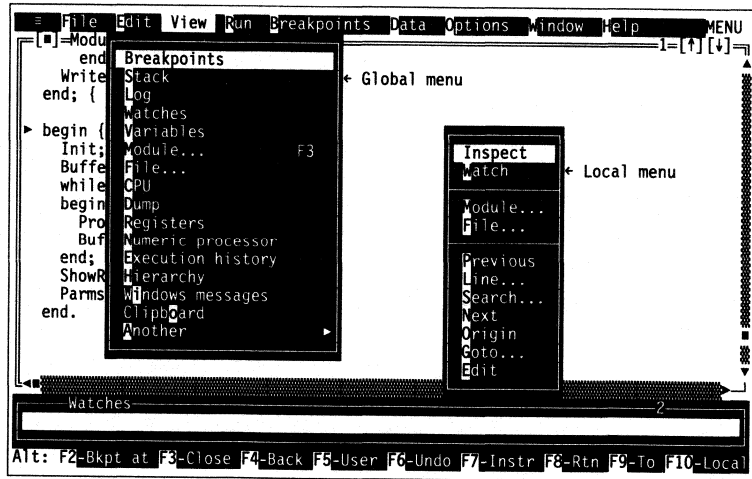 ≡ File Edit View Run Breakpoints Data Options Window Help MENU
[■]=Modu 1=[↑][↓]
end
Write
end; {
► begin {
Init;
Buffe
while
begin
Pro
Buf
end;
ShowR
Parms
end.
Breakpoints
Stack
Log
Watches
Variables
Module... F3
File...
CPU
Dump
Registers
Numeric processor
Execution history
Hierarchy
Windows messages
Clipboard
Another ►
← Global menu
Inspect
Watch
Module...
File...
Previous
Line...
Search...
Next
Origin
Goto...
Edit
← Local menu
Watches 2
Alt: F2-Bkpt at F3-Close F4-Back F5-User F6-Undo F7-Instr F8-Rtn F9-To F10-Local